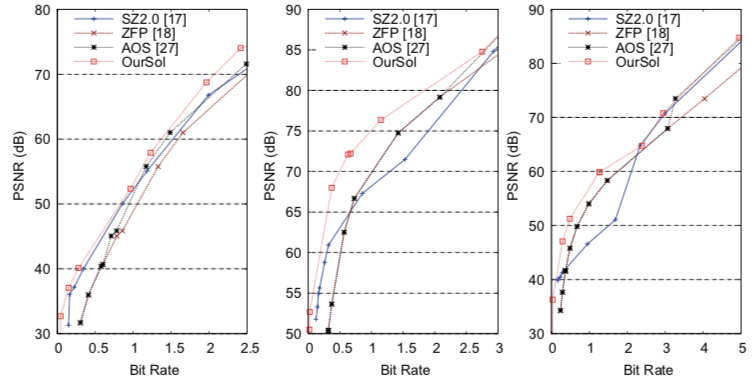 SZ2.0 [17]
ZFP [18]
AOS [27]
OurSol
80
70
60
50
40
30
0
0.5
1
1.5
2
2.5
PSNR (dB)
Bit Rate
SZ2.0 [17]
ZFP [18]
AOS [27]
OurSol
90
85
80
75
70
65
60
55
50
0
0.5
1
1.5
2
2.5
3
PSNR (dB)
Bit Rate
SZ2.0 [17]
ZFP [18]
AOS [27]
OurSol
90
80
70
60
50
40
30
0
1
2
3
4
5
PSNR (dB)
Bit Rate